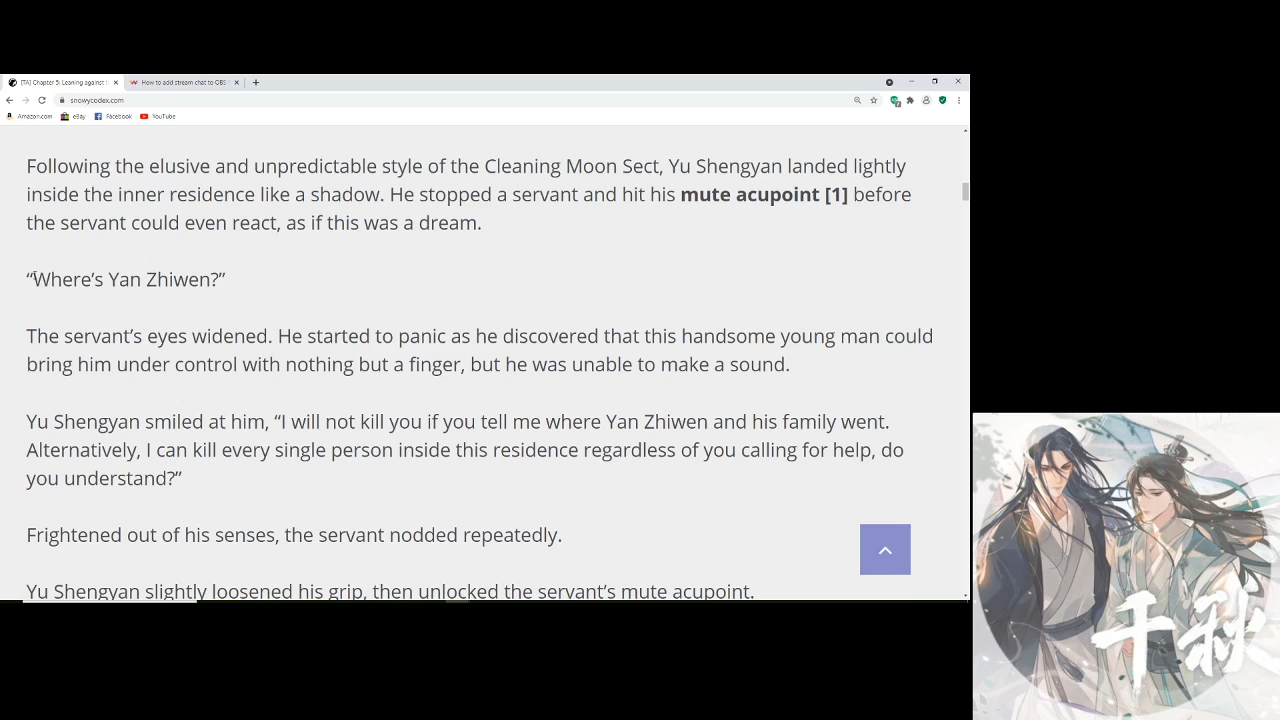 [TA] Chapter 5: Leaning against t
How to add stream chat to OBS
snowycodex.com
Amazon.com eBay Facebook YouTube
Following the elusive and unpredictable style of the Cleaning Moon Sect, Yu Shengyan landed lightly
inside the inner residence like a shadow. He stopped a servant and hit his mute acupoint [1] before
the servant could even react, as if this was a dream.
“Where’s Yan Zhiwen?”
The servant’s eyes widened. He started to panic as he discovered that this handsome young man could
bring him under control with nothing but a finger, but he was unable to make a sound.
Yu Shengyan smiled at him, “I will not kill you if you tell me where Yan Zhiwen and his family went.
Alternatively, I can kill every single person inside this residence regardless of you calling for help, do
you understand?”
Frightened out of his senses, the servant nodded repeatedly.
Yu Shengyan slightly loosened his grip, then unlocked the servant’s mute acupoint.
千秋